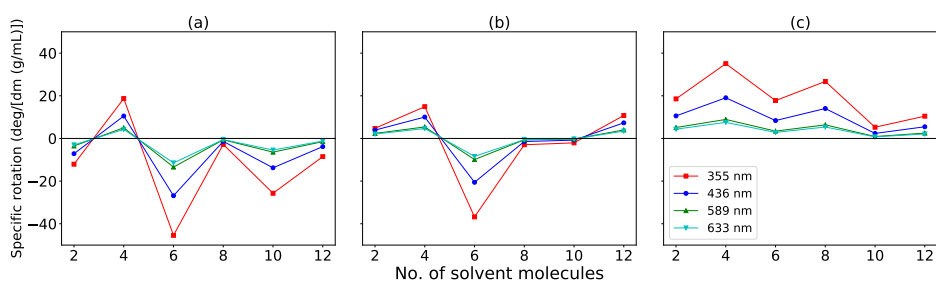 (a) (b) (c)
Specific rotation (deg/[dm (g/mL)])
40
20
0
−20
−40
2 4 6 8 10 12
2 4 6 8 10 12
2 4 6 8 10 12
No. of solvent molecules
355 nm
436 nm
589 nm
633 nm